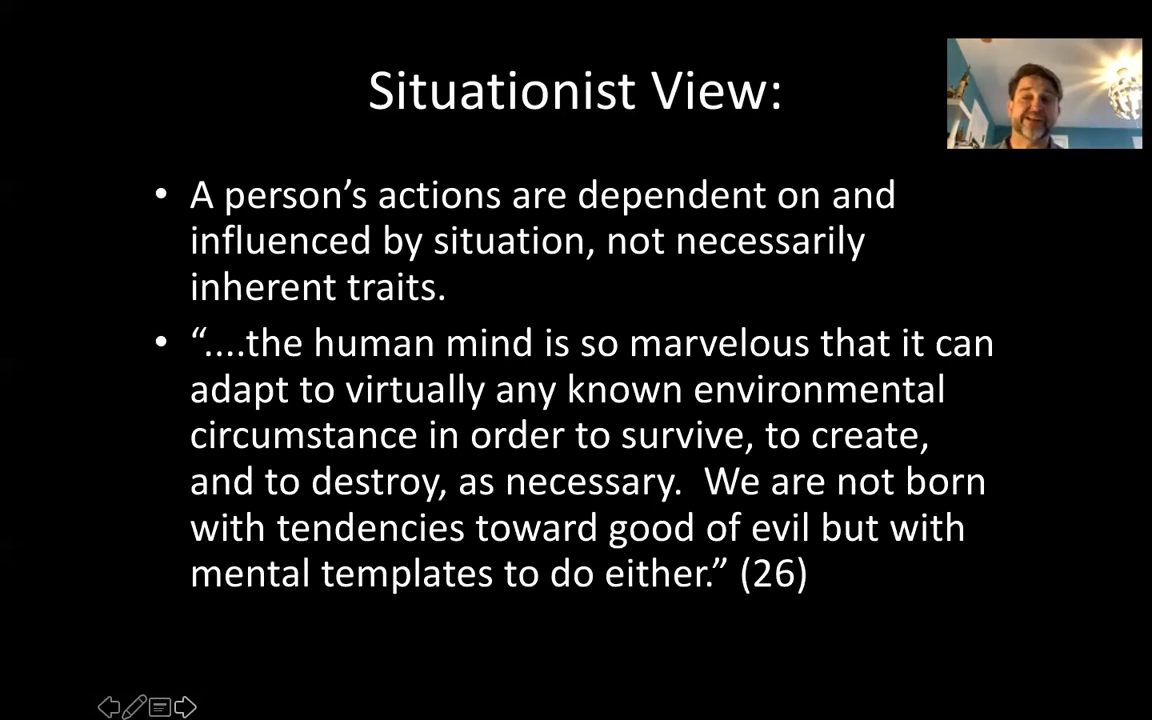 Situationist View:
• A person’s actions are dependent on and
influenced by situation, not necessarily
inherent traits.
• “....the human mind is so marvelous that it can
adapt to virtually any known environmental
circumstance in order to survive, to create,
and to destroy, as necessary.  We are not born
with tendencies toward good of evil but with
mental templates to do either.” (26)